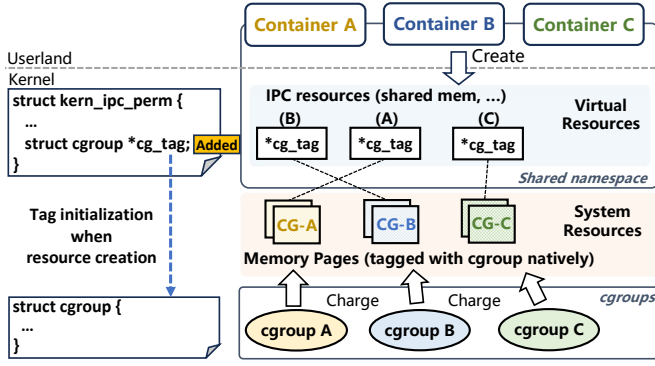 Container A
Container B
Container C
Userland
Kernel
Create
struct kern_ipc_perm {
...
struct cgroup *cg_tag;
}
Added
IPC resources (shared mem, ...)
Virtual
Resources
(B)
(A)
(C)
*cg_tag
*cg_tag
*cg_tag
Shared namespace
Tag initialization
when
resource creation
CG-A
CG-B
CG-C
System
Resources
Memory Pages (tagged with cgroup natively)
Charge
Charge
cgroups
struct cgroup {
...
}
cgroup A
cgroup B
cgroup C